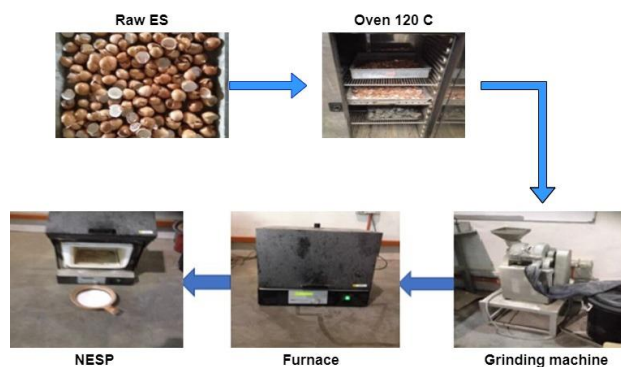 Raw ES
Oven 120 C
NESP
Furnace
Grinding machine